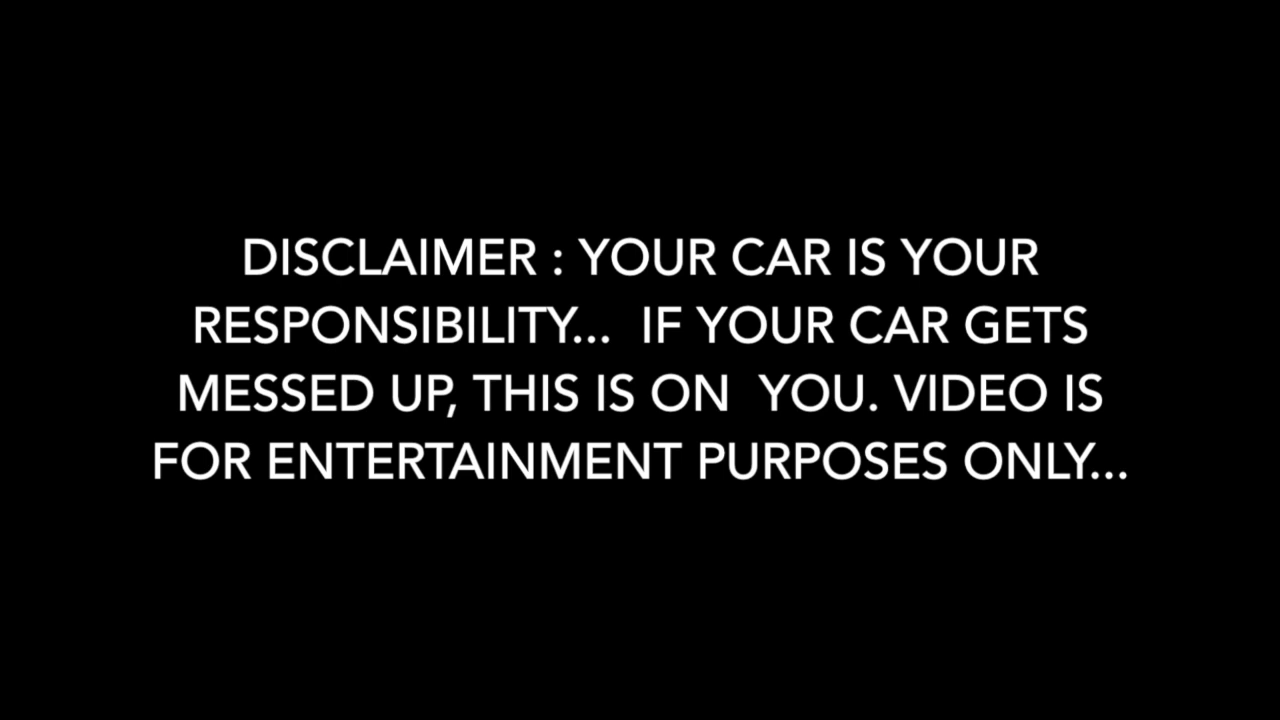 DISCLAIMER : YOUR CAR IS YOUR
RESPONSIBILITY...  IF YOUR CAR GETS
MESSED UP, THIS IS ON  YOU. VIDEO IS
FOR ENTERTAINMENT PURPOSES ONLY...